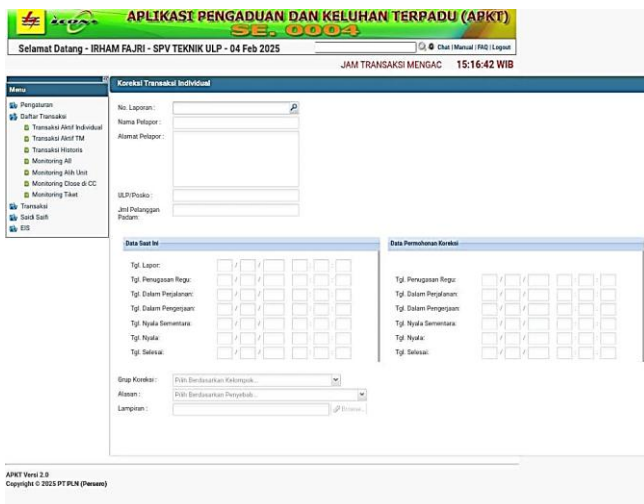 APLIKASI PENGADUAN DAN KELUHAN TERPADU (APKT)
SE. 0004
Selamat Datang - IRHAM FAJRI - SPV TEKNIK ULP - 04 Feb 2025
Chat | Manual | FAQ | Logout
JAM TRANSAKSI MENGAC 15:16:42 WIB
Menu
Pengaturan
Daftar Transaksi
Transaksi Aktif Individual
Transaksi Aktif TM
Transaksi Historis
Monitoring All
Monitoring Alih Unit
Monitoring Close di CC
Monitoring Tiket
Transaksi
Saidi Saifi
EIS
Koreksi Transaksi Individual
No. Laporan :
Nama Pelapor :
Alamat Pelapor :
ULP/Posko :
Jml Pelanggan Padam:
Data Saat Ini
Tgl. Lapor:
Tgl. Penugasan Regu:
Tgl. Dalam Perjalanan:
Tgl. Dalam Pengerjaan:
Tgl. Nyala Sementara:
Tgl. Nyala:
Tgl. Selesai:
Data Permohonan Koreksi
Tgl. Penugasan Regu:
Tgl. Dalam Perjalanan:
Tgl. Dalam Pengerjaan:
Tgl. Nyala Sementara:
Tgl. Nyala:
Tgl. Selesai:
Grup Koreksi : Pilih Berdasarkan Kelompok...
Alasan : Pilih Berdasarkan Penyebab...
Lampiran : Browse...
APKT Versi 2.0
Copyright © 2025 PT PLN (Persero)